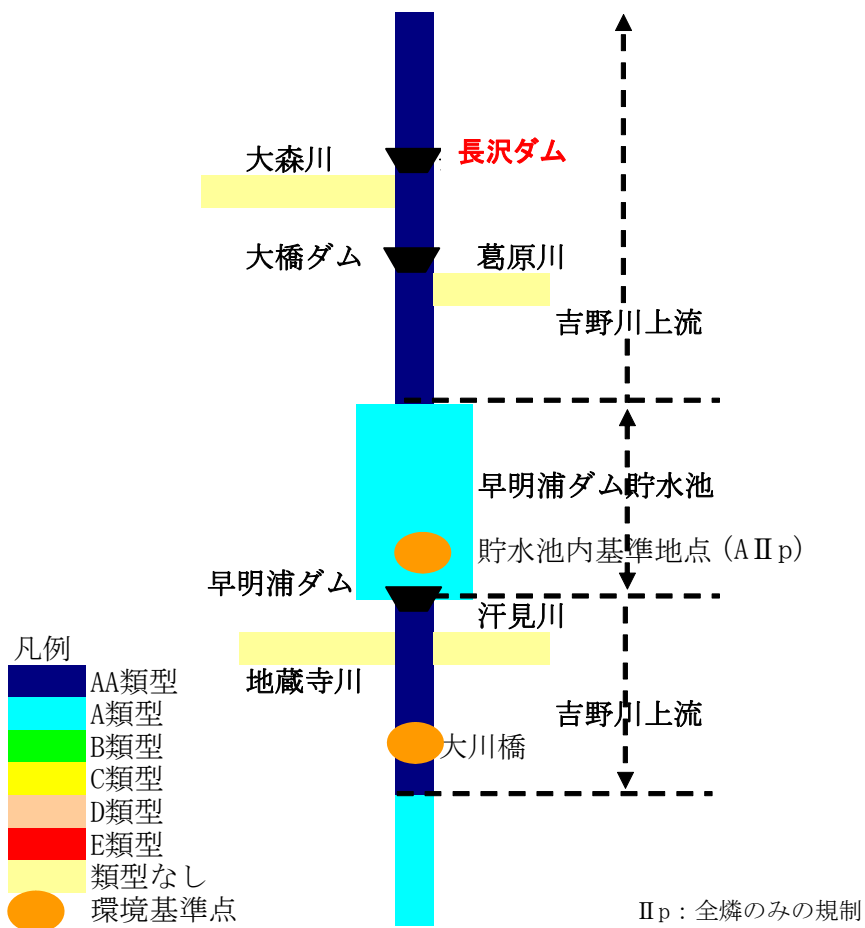 大森川
長沢ダム
大橋ダム
葛原川
吉野川上流
早明浦ダム貯水池
貯水池内基準地点(AⅡp)
早明浦ダム
汗見川
地蔵寺川
吉野川上流
大川橋
凡例
AA類型
A類型
B類型
C類型
D類型
E類型
類型なし
環境基準点
Ⅱp：全燐のみの規制